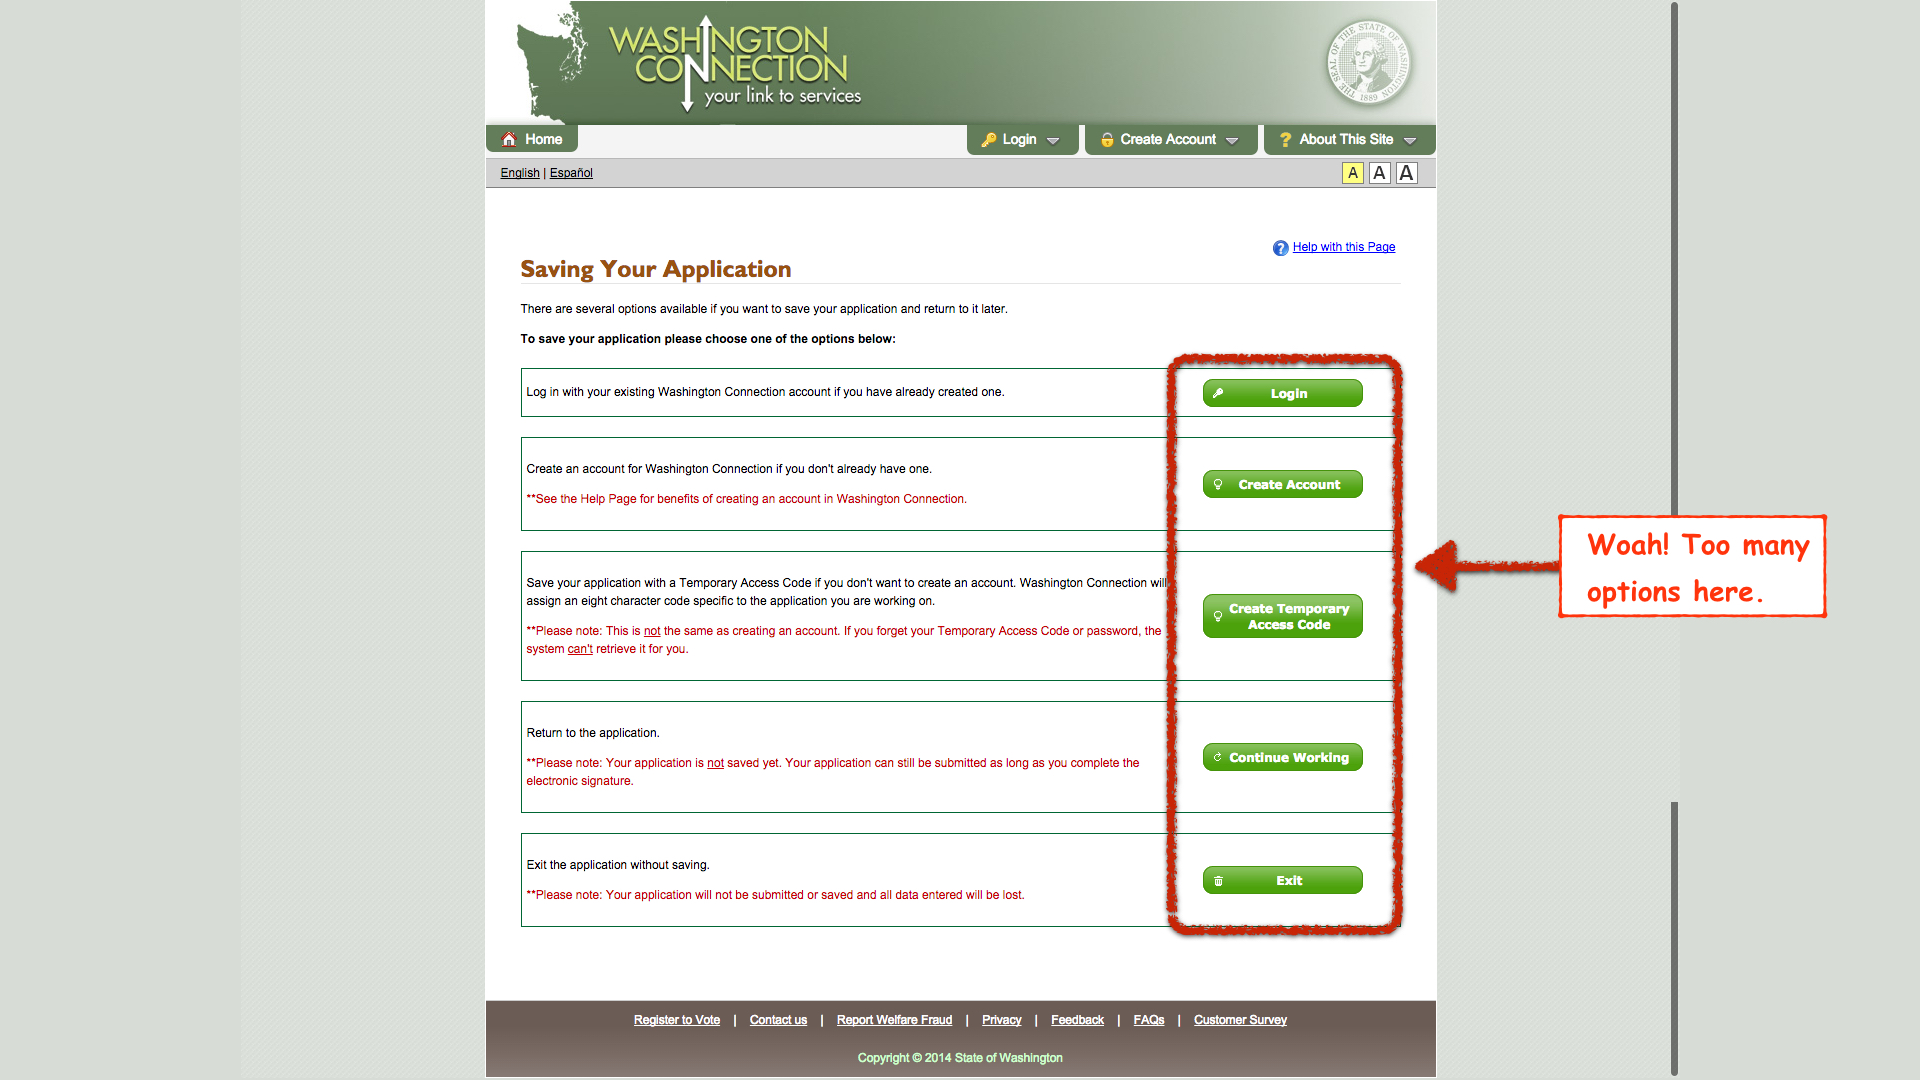 WASHINGTON
CONNECTION
your link to services
THE SEAL OF THE STATE OF WASHINGTON
1889
Home
Login
Create Account
? About This Site
English | Español
A A A
? Help with this Page
Saving Your Application
There are several options available if you want to save your application and return to it later.
To save your application please choose one of the options below:
Log in with your existing Washington Connection account if you have already created one.
Login
Create an account for Washington Connection if you don't already have one.
**See the Help Page for benefits of creating an account in Washington Connection.
Create Account
Woah! Too many
options here.
Save your application with a Temporary Access Code if you don't want to create an account. Washington Connection will
assign an eight character code specific to the application you are working on.
**Please note: This is not the same as creating an account. If you forget your Temporary Access Code or password, the
system can't retrieve it for you.
Create Temporary
Access Code
Return to the application.
**Please note: Your application is not saved yet. Your application can still be submitted as long as you complete the
electronic signature.
Continue Working
Exit the application without saving.
**Please note: Your application will not be submitted or saved and all data entered will be lost.
Exit
Register to Vote | Contact us | Report Welfare Fraud | Privacy | Feedback | FAQs | Customer Survey
Copyright © 2014 State of Washington